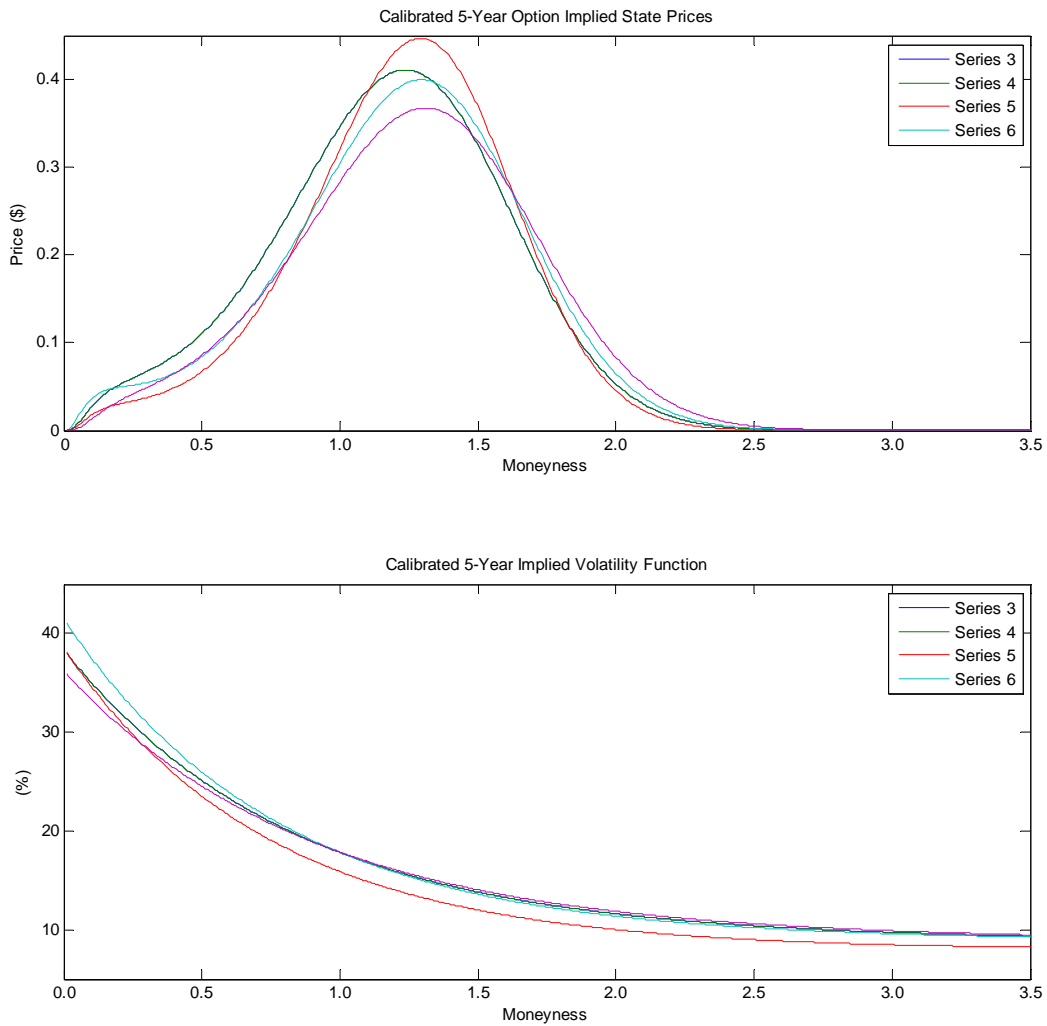 Calibrated 5-Year Option Implied State Prices
Series 3
Series 4
Series 5
Series 6
Price ($)
0.4
0.3
0.2
0.1
0
0 0.5 1.0 1.5 2.0 2.5 3.0 3.5
Moneyness
Calibrated 5-Year Implied Volatility Function
Series 3
Series 4
Series 5
Series 6
(%)
40
30
20
10
0.0 0.5 1.0 1.5 2.0 2.5 3.0 3.5
Moneyness